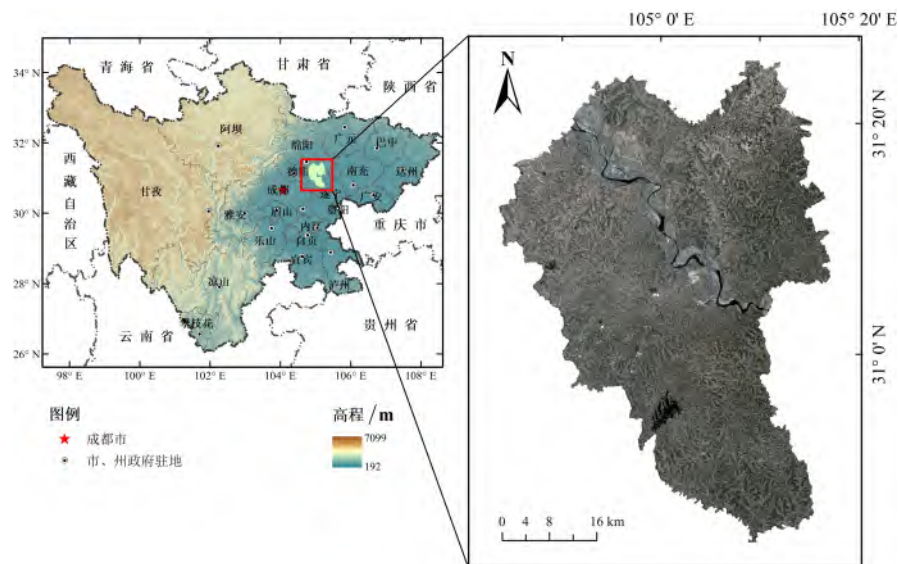 105° 0′ E
105° 20′ E
N
31° 20′ N
31° 0′ N
0 4 8 16 km
34° N
32° N
30° N
28° N
26° N
98° E
100° E
102° E
104° E
106° E
108° E
青海省
甘肃省
陕西省
西藏自治区
重庆市
贵州省
云南省
阿坝
绵阳
广元
巴中
南充
达州
甘孜
成都
雅安
眉山
内江
乐山
自贡
宜宾
凉山
泸州
攀枝花
图例
成都市
市、州政府驻地
高程/m
7099
192